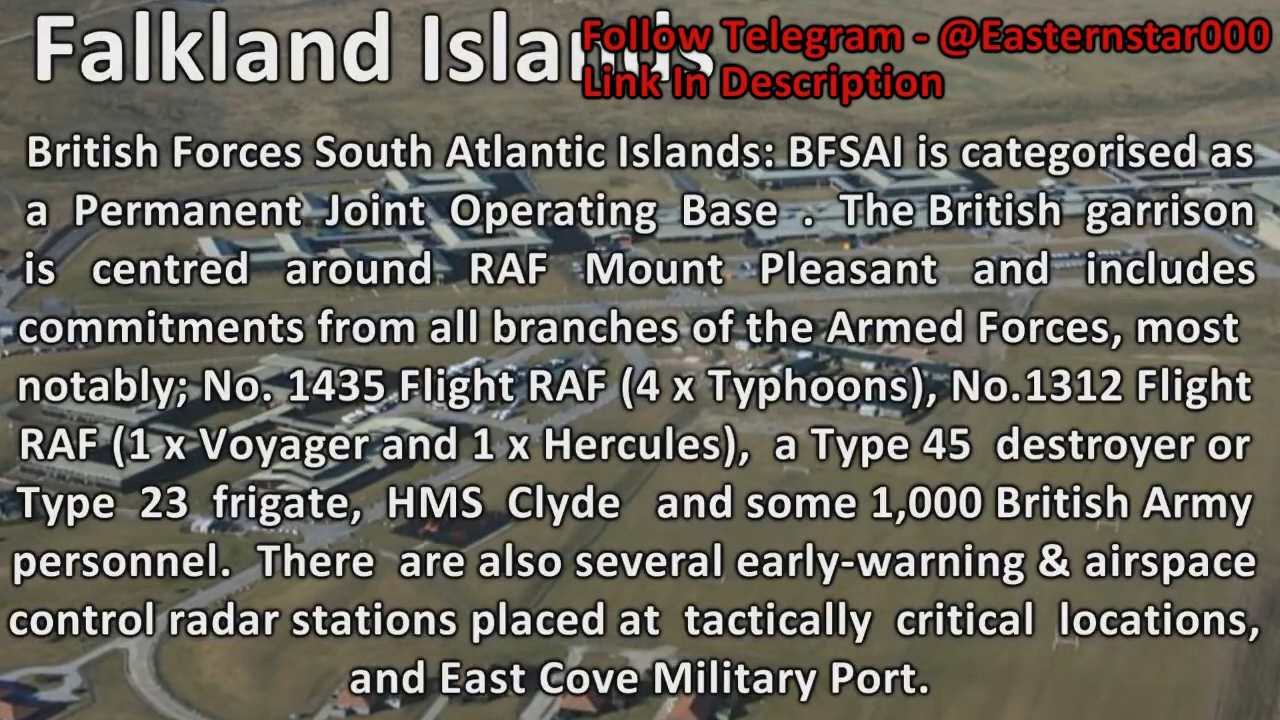 Falkland Islands
Follow Telegram - @Easternstar000
Link In Description
British Forces South Atlantic Islands: BFSAI is categorised as
a Permanent Joint Operating Base . The British garrison
is centred around RAF Mount Pleasant and includes
commitments from all branches of the Armed Forces, most
notably; No. 1435 Flight RAF (4 x Typhoons), No.1312 Flight
RAF (1 x Voyager and 1 x Hercules), a Type 45 destroyer or
Type 23 frigate, HMS Clyde and some 1,000 British Army
personnel. There are also several early-warning & airspace
control radar stations placed at tactically critical locations,
and East Cove Military Port.